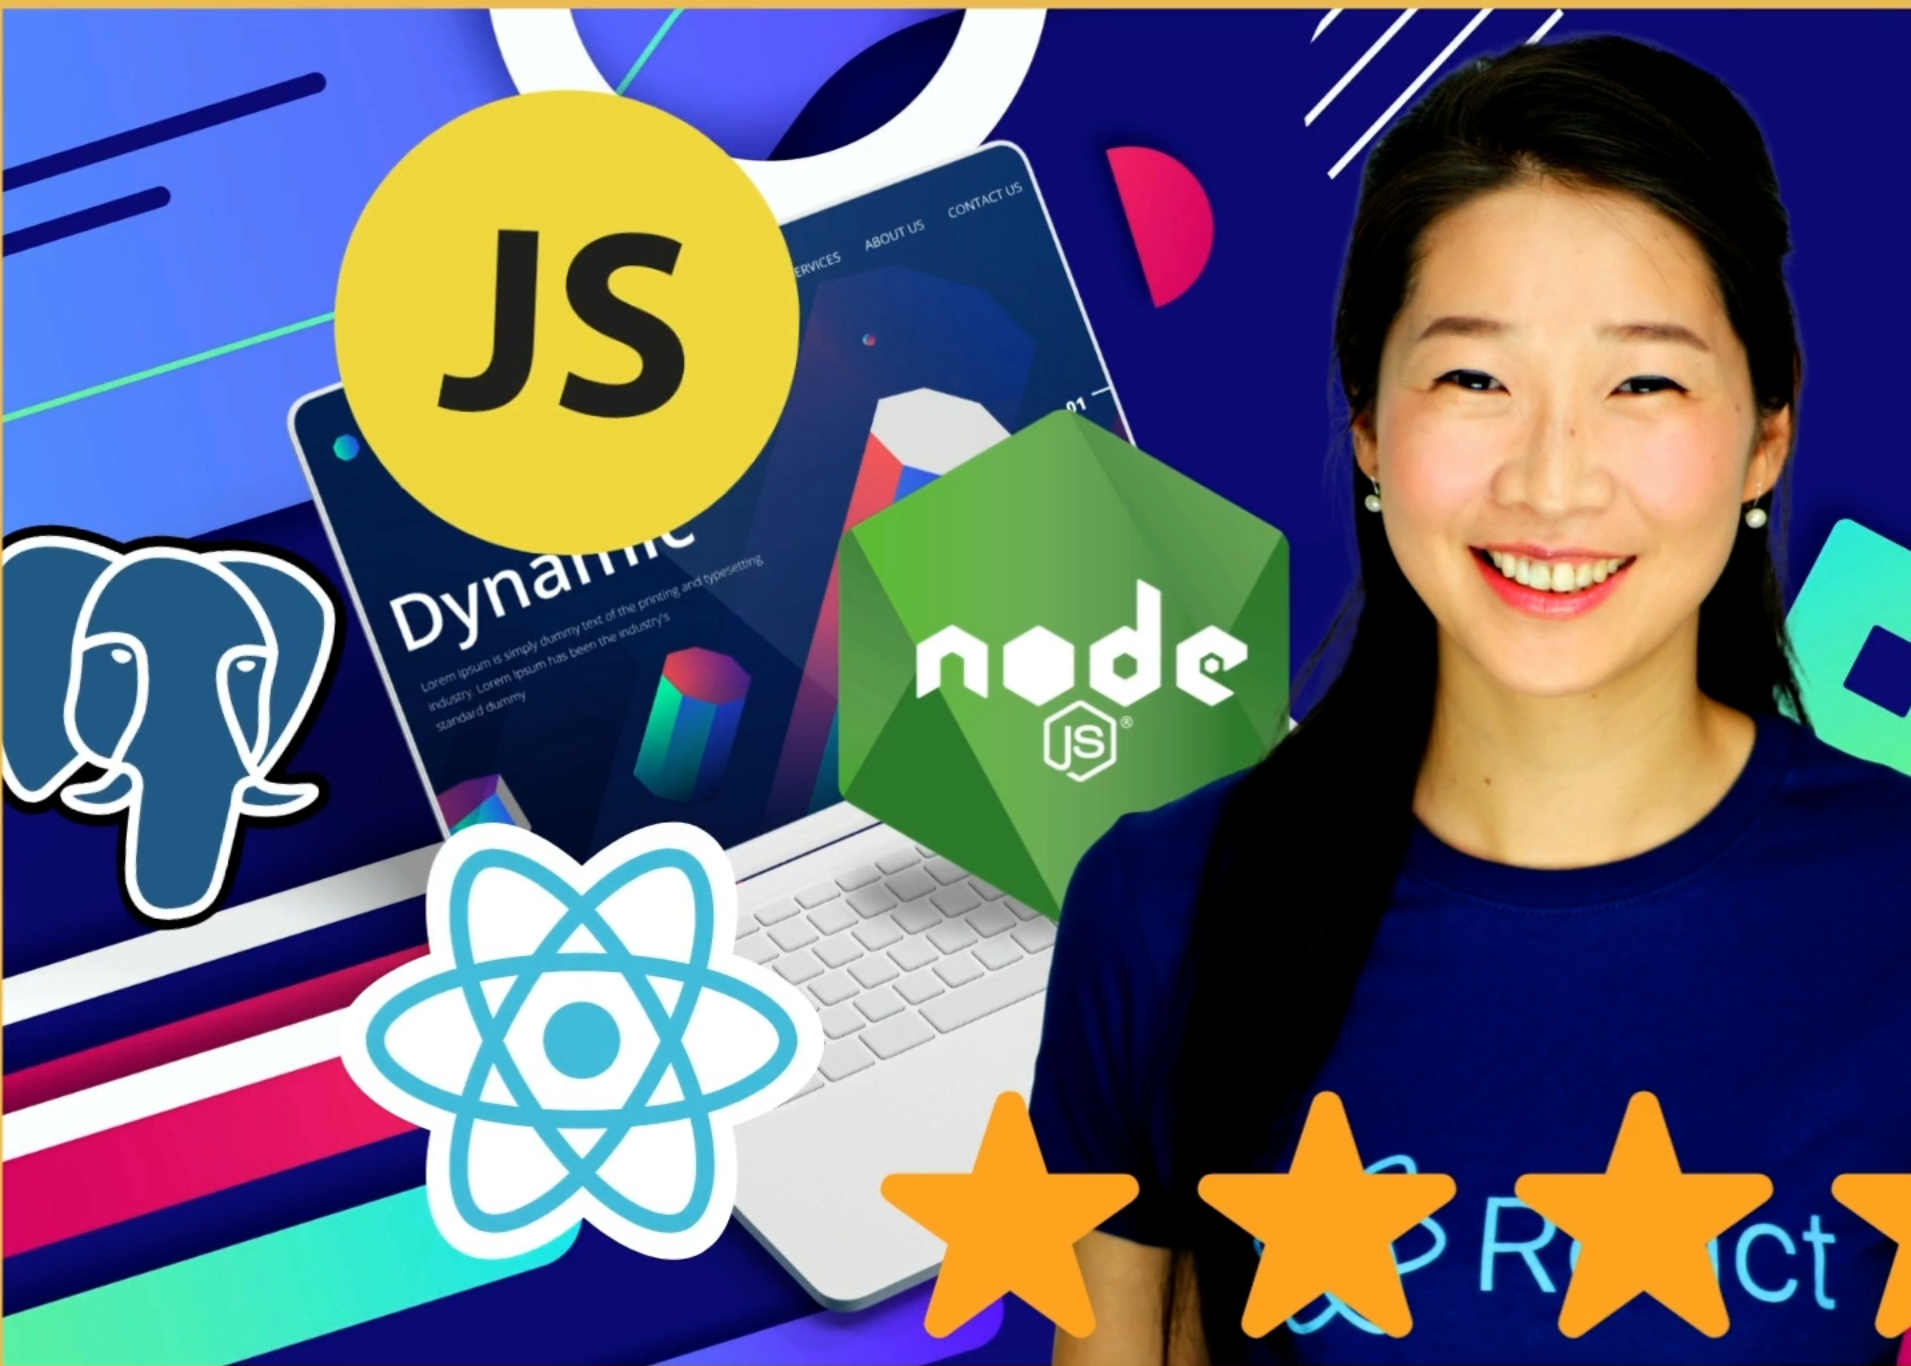 JS
CONTACT US
ABOUT US
01
Dynamic
Lorem Ipsum is simply dummy text of the printing and typesetting
industry. Lorem Ipsum has been the industry's
standard dummy
node
JS®